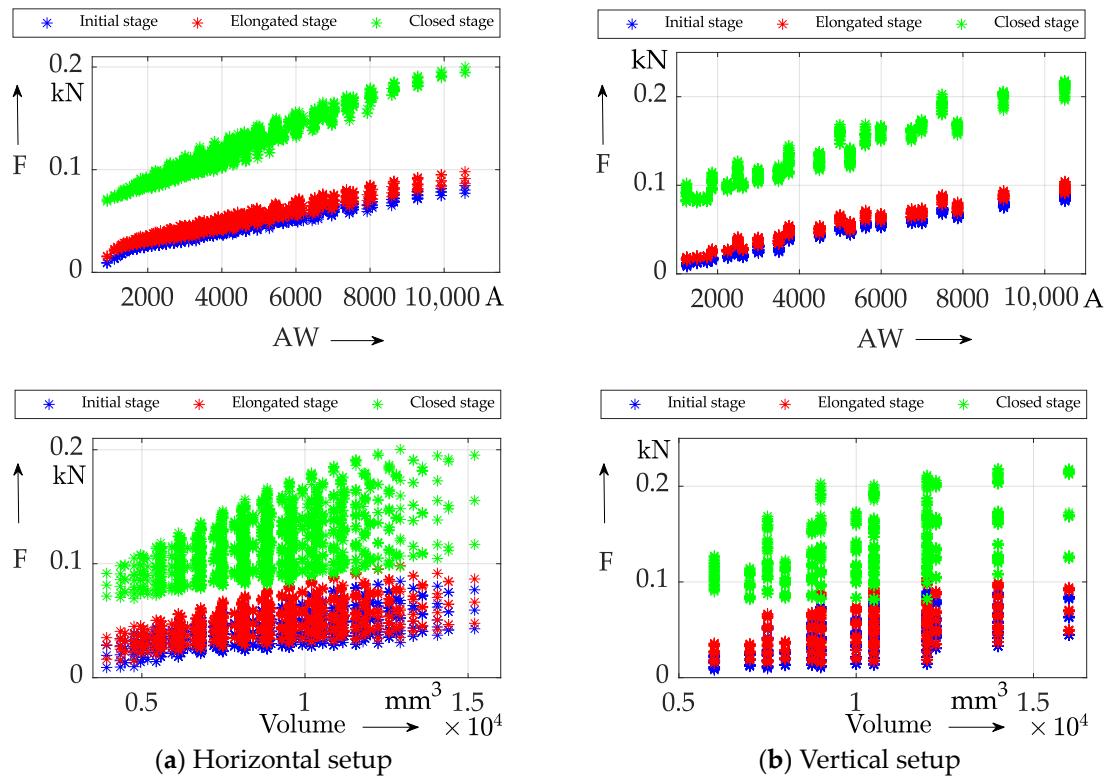 Initial stage Elongated stage Closed stage
0.2
kN
F
0.1
0
2000 4000 6000 8000 10,000 A
AW
Initial stage Elongated stage Closed stage
kN
0.2
F
0.1
0
2000 4000 6000 8000 10,000 A
AW
Initial stage Elongated stage Closed stage
0.2
kN
F
0.1
0
0.5 1 mm³ 1.5
Volume × 10⁴
(a) Horizontal setup
Initial stage Elongated stage Closed stage
kN
0.2
F
0.1
0
0.5 1 mm³ 1.5
Volume × 10⁴
(b) Vertical setup